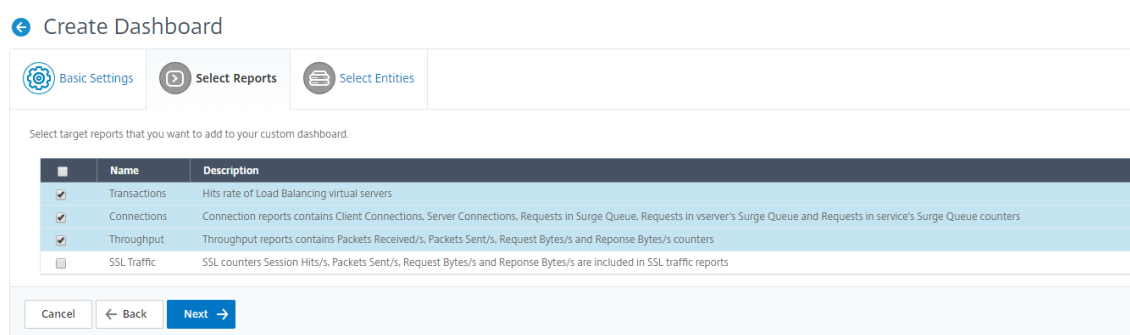 Create Dashboard
Basic Settings Select Reports Select Entities
Select target reports that you want to add to your custom dashboard.
Name Description
Transactions Hits rate of Load Balancing virtual servers
Connections Connection reports contains Client Connections, Server Connections, Requests in Surge Queue, Requests in vserver's Surge Queue and Requests in service's Surge Queue counters
Throughput Throughput reports contains Packets Received/s, Packets Sent/s, Request Bytes/s and Reponse Bytes/s counters
SSL Traffic SSL counters Session Hits/s, Packets Sent/s, Request Bytes/s and Reponse Bytes/s are included in SSL traffic reports
Cancel ← Back Next →